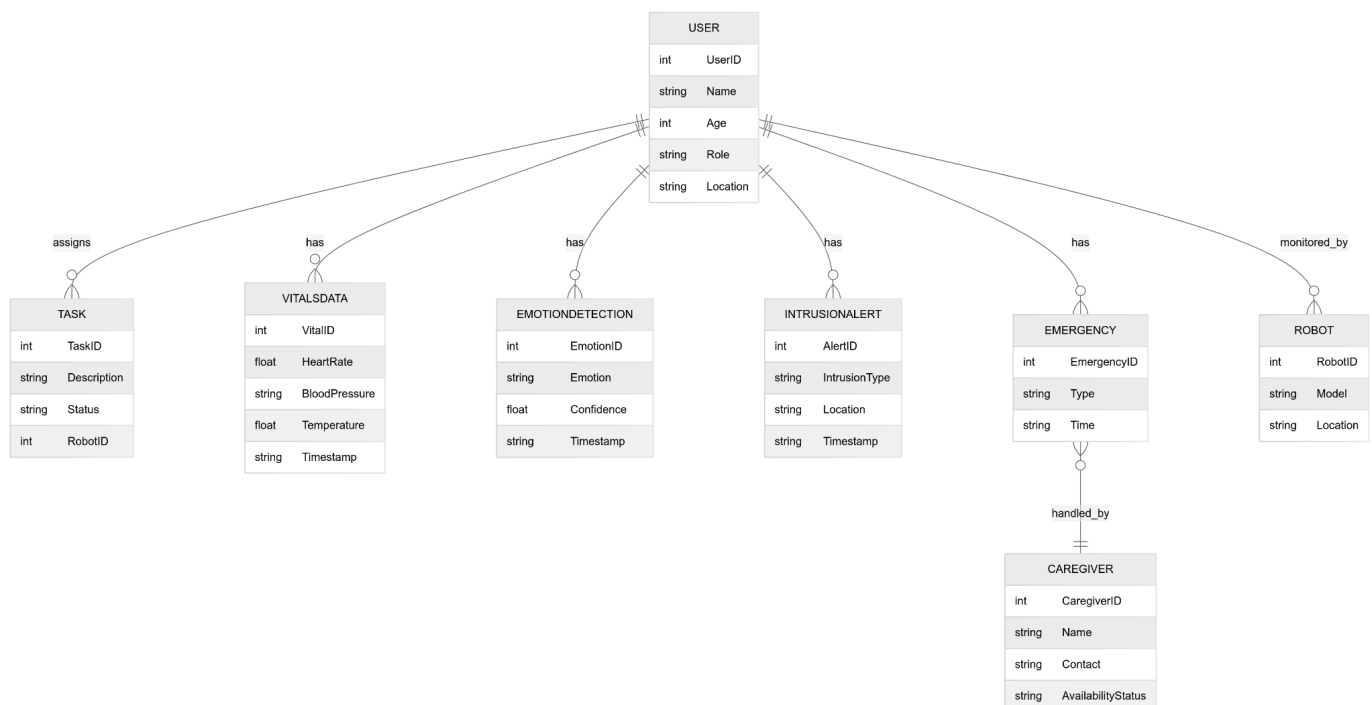 USER
int UserID
string Name
int Age
string Role
string Location
assigns
has
has
has
has
monitored_by
TASK
int TaskID
string Description
string Status
int RobotID
VITALSDATA
int VitalID
float HeartRate
string BloodPressure
float Temperature
string Timestamp
EMOTIONDETECTION
int EmotionID
string Emotion
float Confidence
string Timestamp
INTRUSIONALERT
int AlertID
string IntrusionType
string Location
string Timestamp
EMERGENCY
int EmergencyID
string Type
string Time
ROBOT
int RobotID
string Model
string Location
handled_by
CAREGIVER
int CaregiverID
string Name
string Contact
string AvailabilityStatus